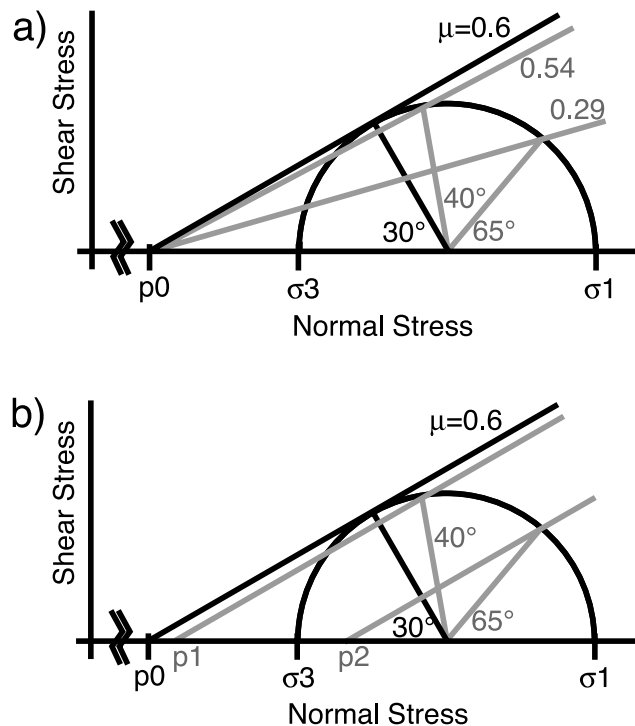 a)
Shear Stress
μ=0.6
0.54
0.29
40°
30°
65°
p0
σ3
σ1
Normal Stress
b)
Shear Stress
μ=0.6
40°
30°
65°
p0
p1
σ3
p2
σ1
Normal Stress